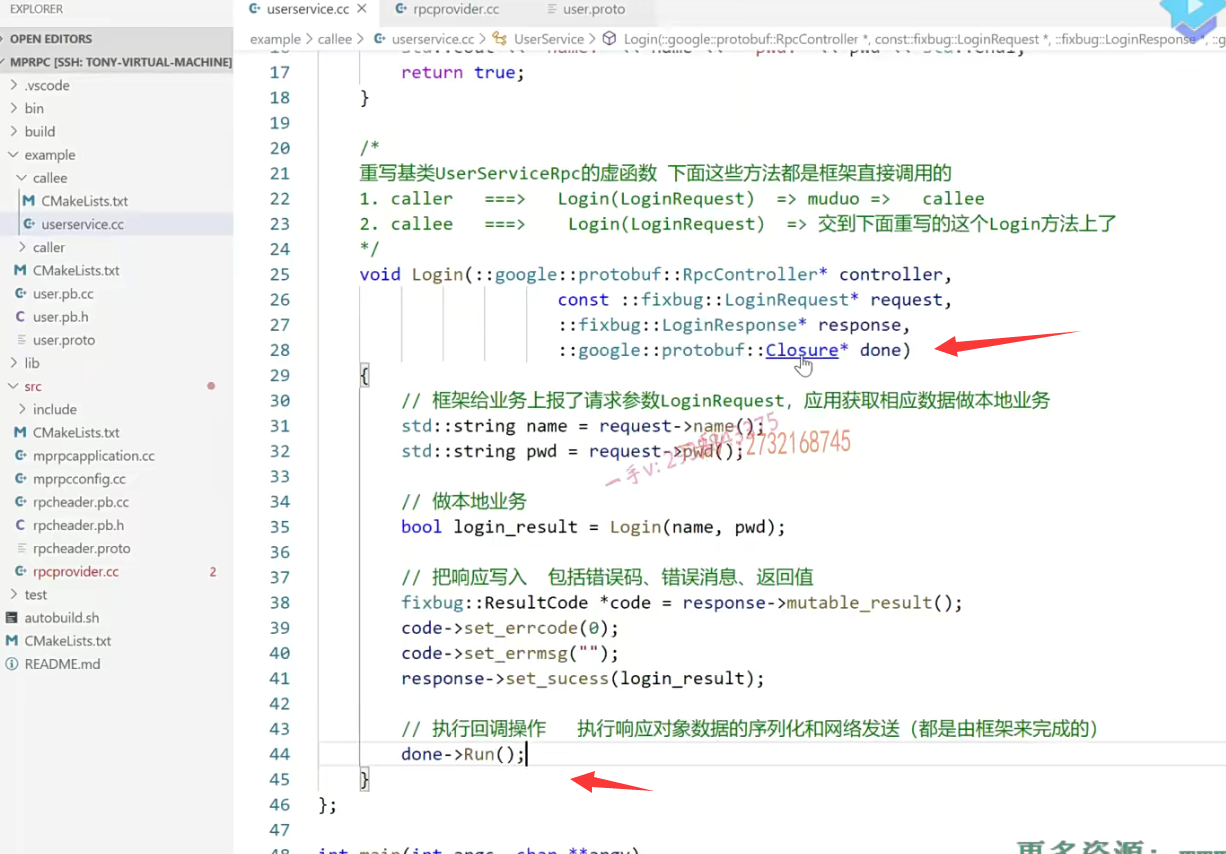 EXPLORER
OPEN EDITORS
MPRPC [SSH: TONY-VIRTUAL-MACHINE]
.vscode
bin
build
example
callee
CMakeLists.txt
userservice.cc
caller
CMakeLists.txt
user.pb.cc
user.pb.h
user.proto
lib
src
include
CMakeLists.txt
mprpcapplication.cc
mprpcconfig.cc
rpcheader.pb.cc
rpcheader.pb.h
rpcheader.proto
rpcprovider.cc 2
test
autobuild.sh
CMakeLists.txt
README.md
userservice.cc rpcprovider.cc user.proto
example > callee > userservice.cc > UserService > Login(::google::protobuf::RpcController *, const::fixbug::LoginRequest *, ::fixbug::LoginResponse *, ::g
17 return true;
18 }
19
20 /*
21 重写基类UserServiceRpc的虚函数 下面这些方法都是框架直接调用的
22 1. caller ===> Login(LoginRequest) => muduo => callee
23 2. callee ===> Login(LoginRequest) => 交到下面重写的这个Login方法上了
24 */
25 void Login(::google::protobuf::RpcController* controller,
26 const ::fixbug::LoginRequest* request,
27 ::fixbug::LoginResponse* response,
28 ::google::protobuf::Closure* done)
29 {
30 // 框架给业务上报了请求参数LoginRequest，应用获取相应数据做本地业务
31 std::string name = request->name();
32 std::string pwd = request->pwd();
2732168745
33
34 // 做本地业务
35 bool login_result = Login(name, pwd);
36
37 // 把响应写入 包括错误码、错误消息、返回值
38 fixbug::ResultCode *code = response->mutable_result();
39 code->set_errcode(0);
40 code->set_errmsg("");
41 response->set_sucess(login_result);
42
43 // 执行回调操作 执行响应对象数据的序列化和网络发送（都是由框架来完成的）
44 done->Run();
45 }
46 };
47
48 int main(int argc, char **argv)
更多资源：